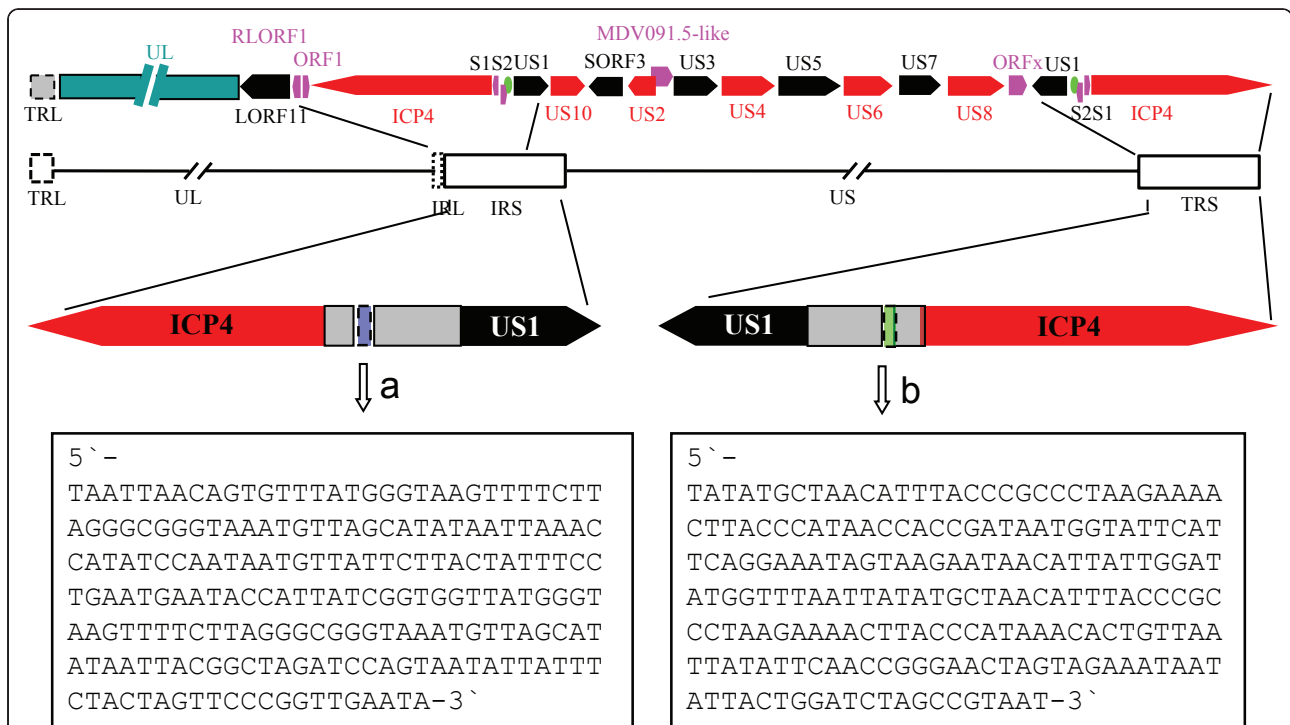 MDV091.5-like
RLORF1
UL ORF1 S1S2 US1 SORF3 US3 US5 US7 ORFx US1
TRL LORF11 ICP4 US10 US2 US4 US6 US8 S2S1 ICP4
TRL UL IRL IRS US TRS
ICP4 US1 US1 ICP4
a b
5`-
TAATTAACAGTGTTTATGGGTAAGTTTTCTT
AGGGCGGGTAAATGTTAGCATATAATTAAAC
CATATCCAATAATGTTATTCTTACTATTTCC
TGAATGAATACCATTATCGGTGGTTATGGGT
AAGTTTTCTTAGGGCGGGTAAATGTTAGCAT
ATAATTACGGCTAGATCCAGTAATATTATTT
CTACTAGTTCCCGGTTGAATA-3`
5`-
TATATGCTAACATTTACCCGCCCTAAGAAAA
CTTACCCATAACCACCGATAATGGTATTCAT
TCAGGAAATAGTAAGAATAACATTATTGGAT
ATGGTTTAATTATATGCTAACATTTACCCGC
CCTAAGAAAACTTACCCATAAACACTGTTAA
TTATATTCAACCGGGAACTAGTAGAAATAAT
ATTACTGGATCTAGCCGTAAT-3`